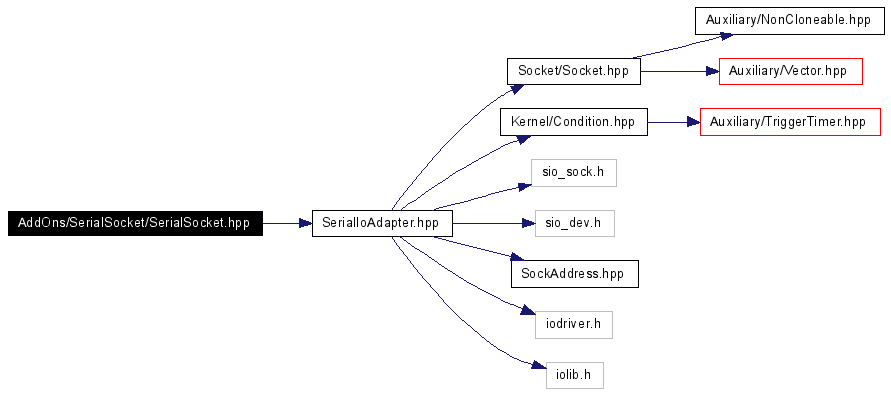 Auxiliary/NonCloneable.hpp
Socket/Socket.hpp
Auxiliary/Vector.hpp
Kernel/Condition.hpp
Auxiliary/TriggerTimer.hpp
sio_sock.h
AddOns/SerialSocket/SerialSocket.hpp
SerialIoAdapter.hpp
sio_dev.h
SockAddress.hpp
iodriver.h
iolib.h